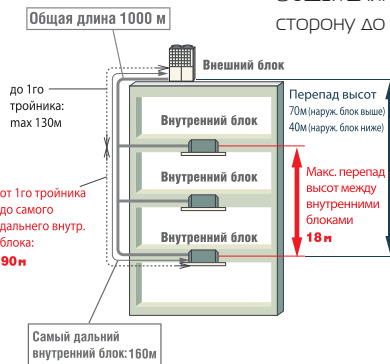 сторону до
Общая длина 1000 м
Внешний блок
до 1го
тройника:
max 130м
Перепад высот
70м (наруж. блок выше)
40м (наруж. блок ниже)
Внутренний блок
Внутренний блок
Внутренний блок
Макс. перепад
высот между
внутренними
блоками
18м
от 1го тройника
до самого
дальнего внутр.
блока:
90м
Самый дальний
внутренний блок:160м